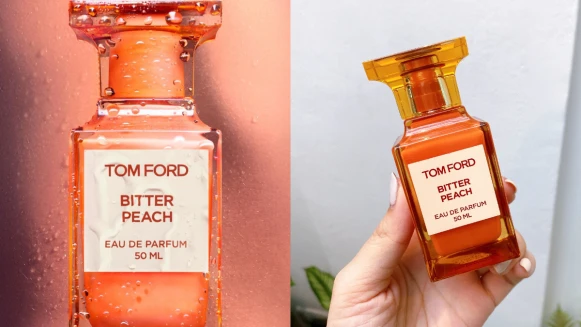 TOM FORD
BITTER
PEACH
EAU DE PARFUM
50 ML
TOM FORD
BITTER
PEACH
EAU DE PARFUM
50 ML